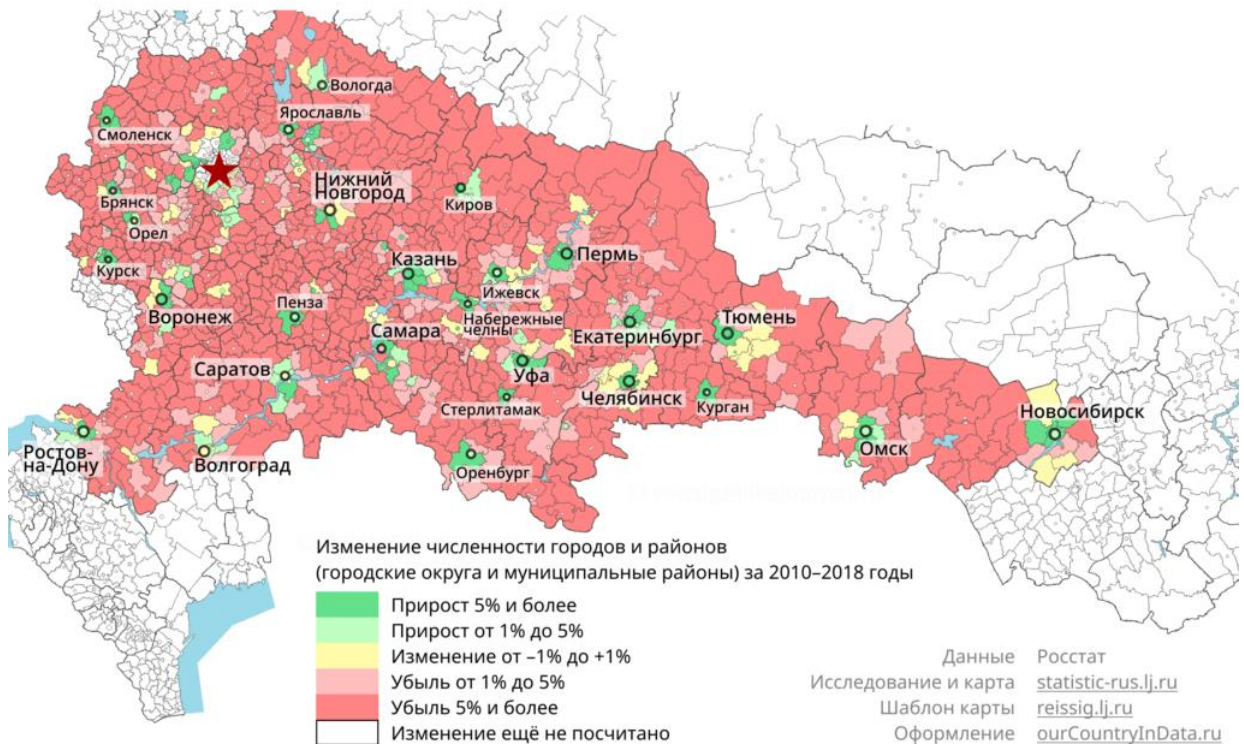 Вологда
Ярославль
Смоленск
Нижний
Новгород
Киров
Брянск
Орел
Пермь
Казань
Курск
Ижевск
Пенза
Набережные
челны
Воронеж
Самара
Екатеринбург
Тюмень
Саратов
Уфа
Челябинск
Стерлитамак
Курган
Новосибирск
Ростов-
на-Дону
Волгоград
Оренбург
Омск
Изменение численности городов и районов
(городские округа и муниципальные районы) за 2010–2018 годы
Прирост 5% и более
Прирост от 1% до 5%
Изменение от –1% до +1%
Убыль от 1% до 5%
Убыль 5% и более
Изменение ещё не посчитано
Данные Росстат
Исследование и карта statistic-rus.lj.ru
Шаблон карты reissig.lj.ru
Оформление ourCountryInData.ru